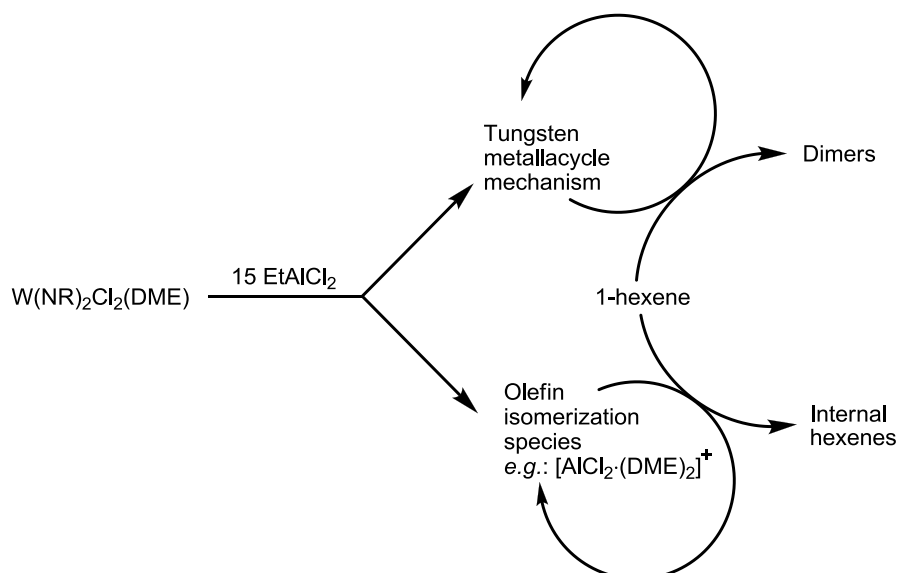 Tungsten
metallacycle
mechanism
Dimers
15 EtAlCl₂
W(NR)₂Cl₂(DME)
1-hexene
Olefin
isomerization
species
e.g.: [AlCl₂·(DME)₂]⁺
Internal
hexenes